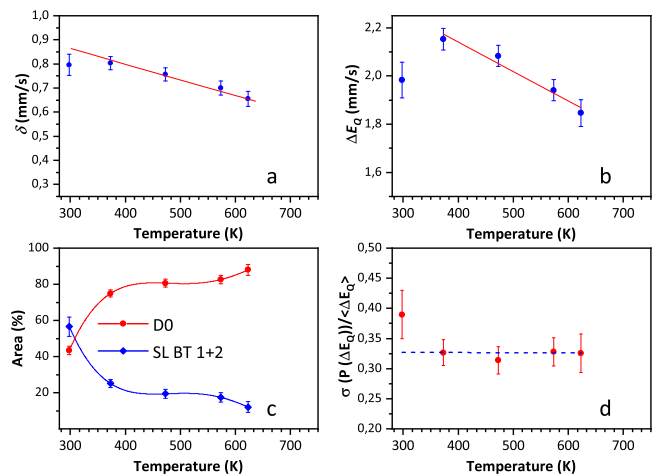 1,0
0,9
0,8
0,7
0,6
0,5
0,4
0,3
δ (mm/s)
300 400 500 600 700
Temperature (K)
a
2,2
2,0
1,8
1,6
ΔE_Q (mm/s)
300 400 500 600 700
Temperature (K)
b
100
80
60
40
20
Area (%)
D0
SL BT 1+2
300 400 500 600 700
Temperature (K)
c
0,50
0,45
0,40
0,35
0,30
0,25
0,20
σ (P (ΔE_Q))/<ΔE_Q>
300 400 500 600 700
Temperature (K)
d